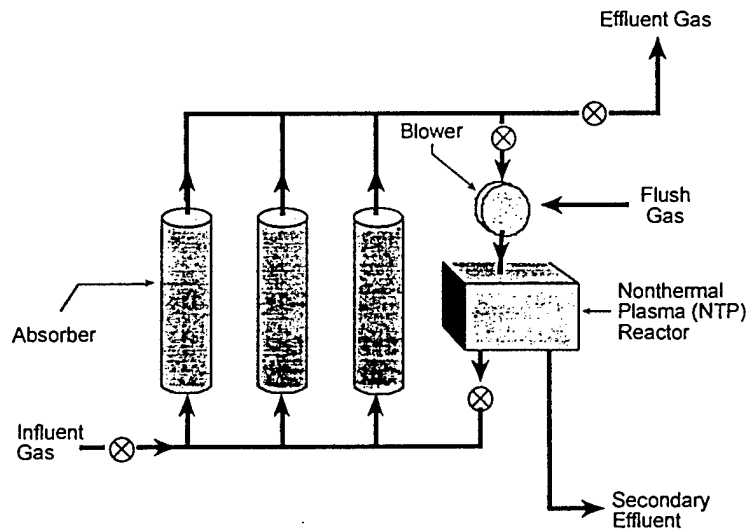 Effluent Gas
Blower
Flush
Gas
Nonthermal
Plasma (NTP)
Reactor
Absorber
Influent
Gas
Secondary
Effluent